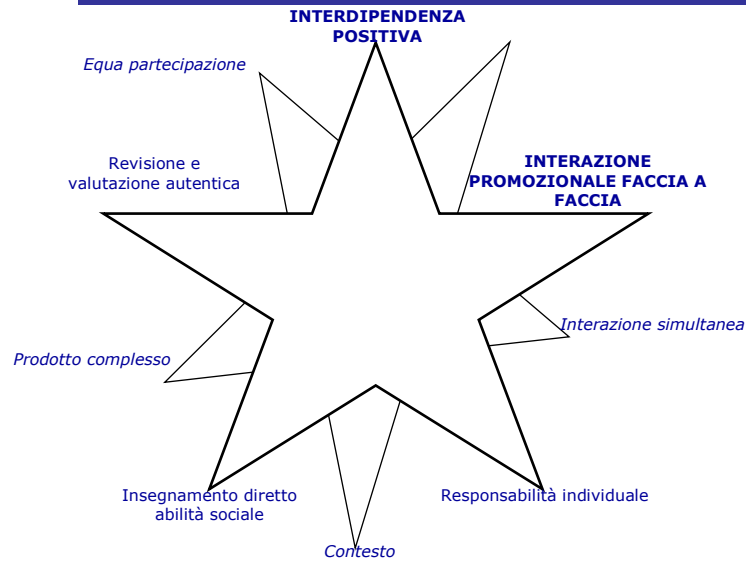 INTERDIPENDENZA
POSITIVA
Equa partecipazione
Revisione e
valutazione autentica
INTERAZIONE
PROMOZIONALE FACCIA A
FACCIA
Interazione simultanea
Prodotto complesso
Insegnamento diretto
abilità sociale
Responsabilità individuale
Contesto